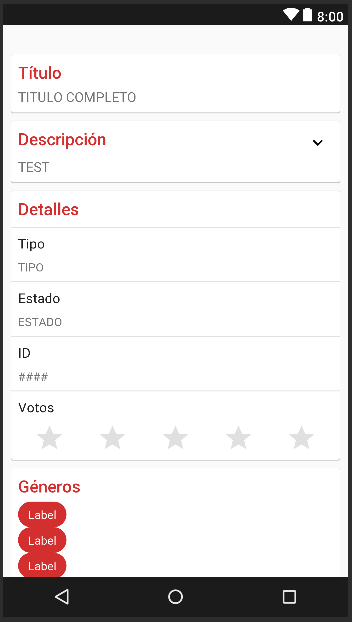 8:00
Título
TITULO COMPLETO
Descripción
TEST
Detalles
Tipo
TIPO
Estado
ESTADO
ID
####
Votos
Géneros
Label
Label
Label